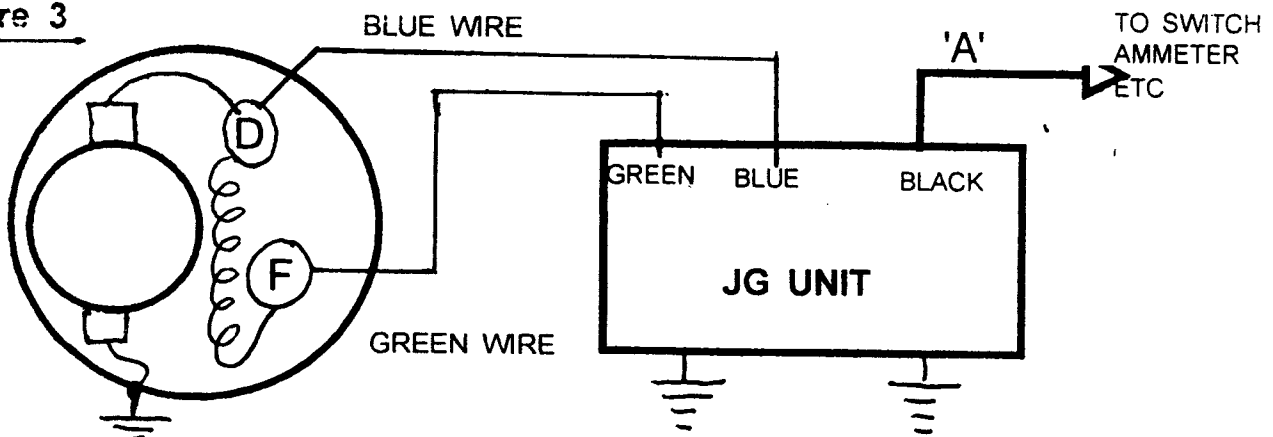 re 3
BLUE WIRE
'A'
TO SWITCH
AMMETER
ETC
D
GREEN
BLUE
BLACK
F
JG UNIT
GREEN WIRE